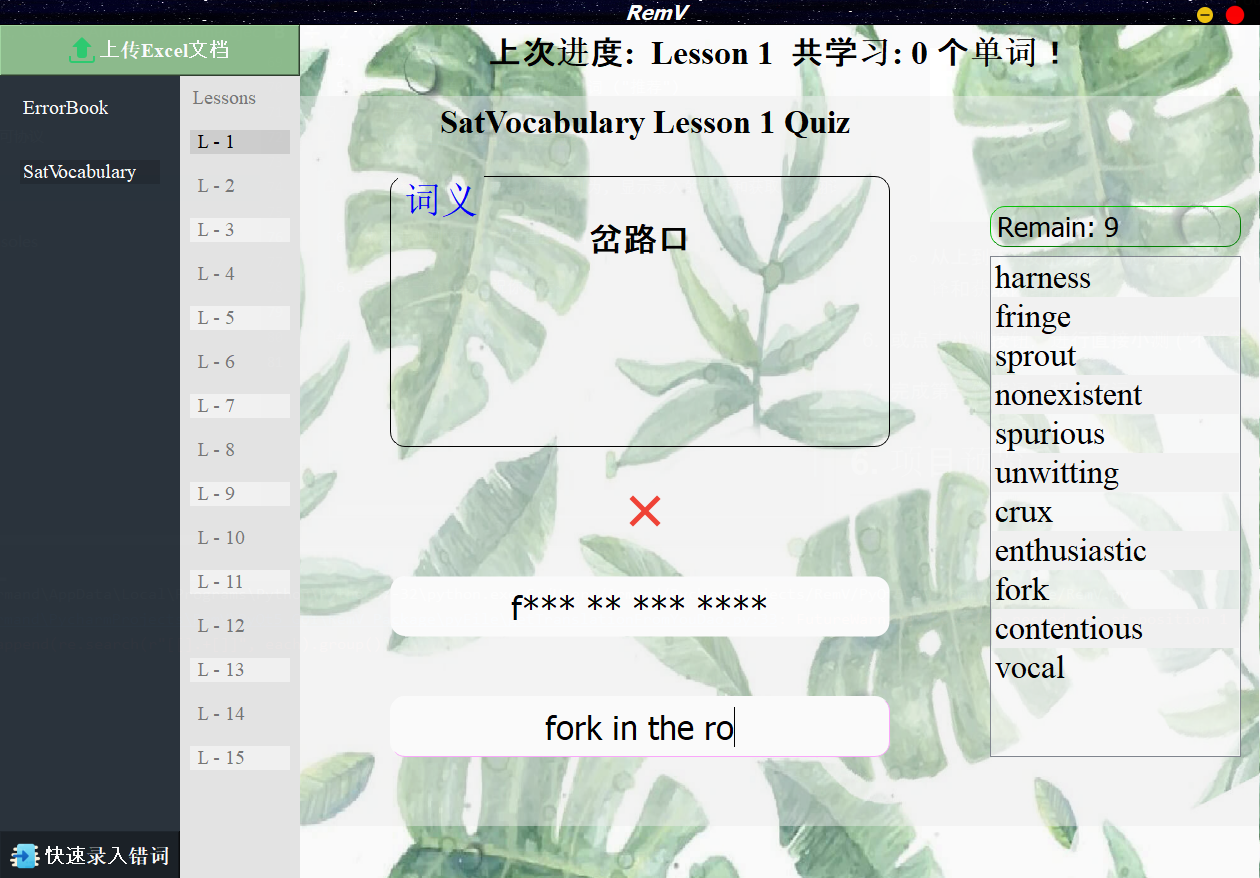 RemV
上传Excel文档
上次进度: Lesson 1 共学习: 0 个单词！
ErrorBook
SatVocabulary
Lessons
L - 1
L - 2
L - 3
L - 4
L - 5
L - 6
L - 7
L - 8
L - 9
L - 10
L - 11
L - 12
L - 13
L - 14
L - 15
快速录入错词
SatVocabulary Lesson 1 Quiz
词义
岔路口
f*** ** *** ****
fork in the ro
Remain: 9
harness
fringe
sprout
nonexistent
spurious
unwitting
crux
enthusiastic
fork
contentious
vocal